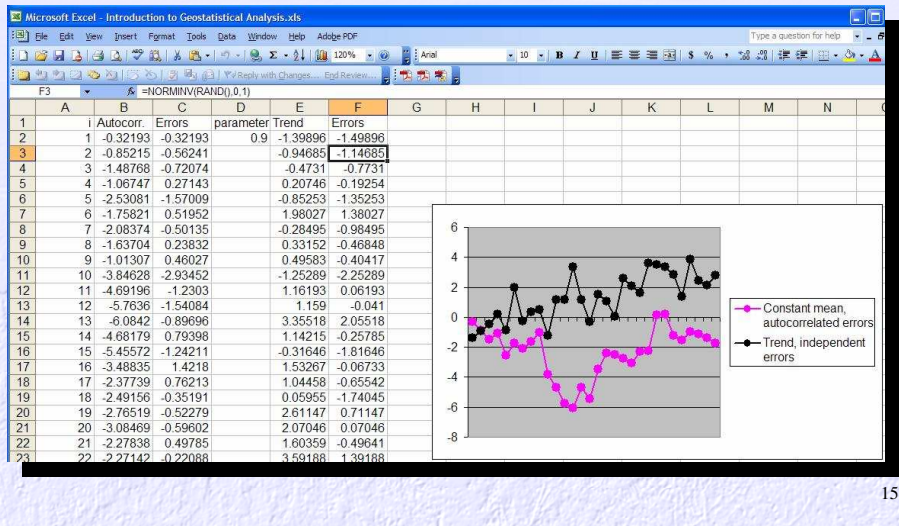 Microsoft Excel - Introduction to Geostatistical Analysis.xls
File Edit View Insert Format Tools Data Window Help Adobe PDF Type a question for help
120% Arial 10 B I U $ % ,
Reply with Changes... End Review...
F3 fx =NORMINV(RAND(),0,1)
A B C D E F G H I J K L M N
1 i Autocorr. Errors parameter Trend Errors
2 1 -0.32193 -0.32193 0.9 -1.39896 -1.49896
3 2 -0.85215 -0.56241 -0.94685 -1.14685
4 3 -1.48768 -0.72074 -0.4731 -0.7731
5 4 -1.06747 0.27143 0.20746 -0.19254
6 5 -2.53081 -1.57009 -0.85253 -1.35253
7 6 -1.75821 0.51952 1.98027 1.38027
8 7 -2.08374 -0.50135 -0.28495 -0.98495
9 8 -1.63704 0.23832 0.33152 -0.46848
10 9 -1.01307 0.46027 0.49583 -0.40417
11 10 -3.84628 -2.93452 -1.25289 -2.25289
12 11 -4.69196 -1.2303 1.16193 0.06193
13 12 -5.7636 -1.54084 1.159 -0.041
14 13 -6.0842 -0.89696 3.35518 2.05518
15 14 -4.68179 0.79398 1.14215 -0.25785
16 15 -5.45572 -1.24211 -0.31646 -1.81646
17 16 -3.48835 1.4218 1.53267 -0.06733
18 17 -2.37739 0.76213 1.04458 -0.65542
19 18 -2.49156 -0.35191 0.05955 -1.74045
20 19 -2.76519 -0.52279 2.61147 0.71147
21 20 -3.08469 -0.59602 2.07046 0.07046
22 21 -2.27838 0.49785 1.60359 -0.49641
23 22 -2.27142 -0.22088 3.59188 1.39188
6
4
2
0
-2
-4
-6
-8
Constant mean,
autocorrelated errors
Trend, independent
errors
15